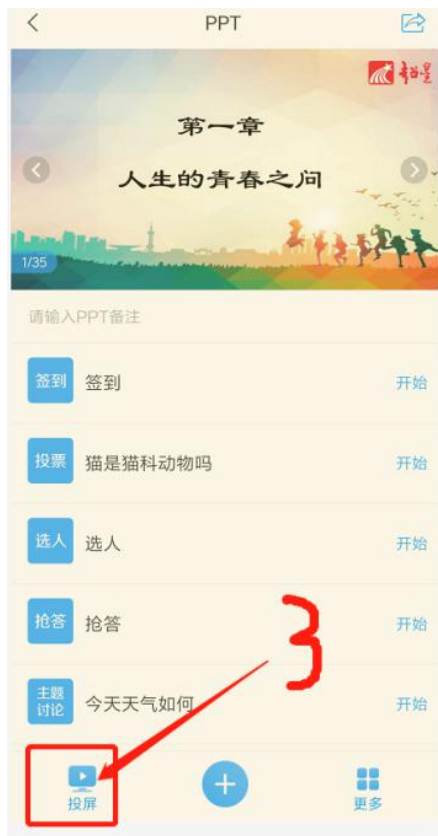 PPT
第一章
人生的青春之问
1/35
请输入PPT备注
签到 签到 开始
投票 猫是猫科动物吗 开始
选人 选人 开始
抢答 抢答 开始
主题
讨论 今天天气如何 开始
3
投屏 更多